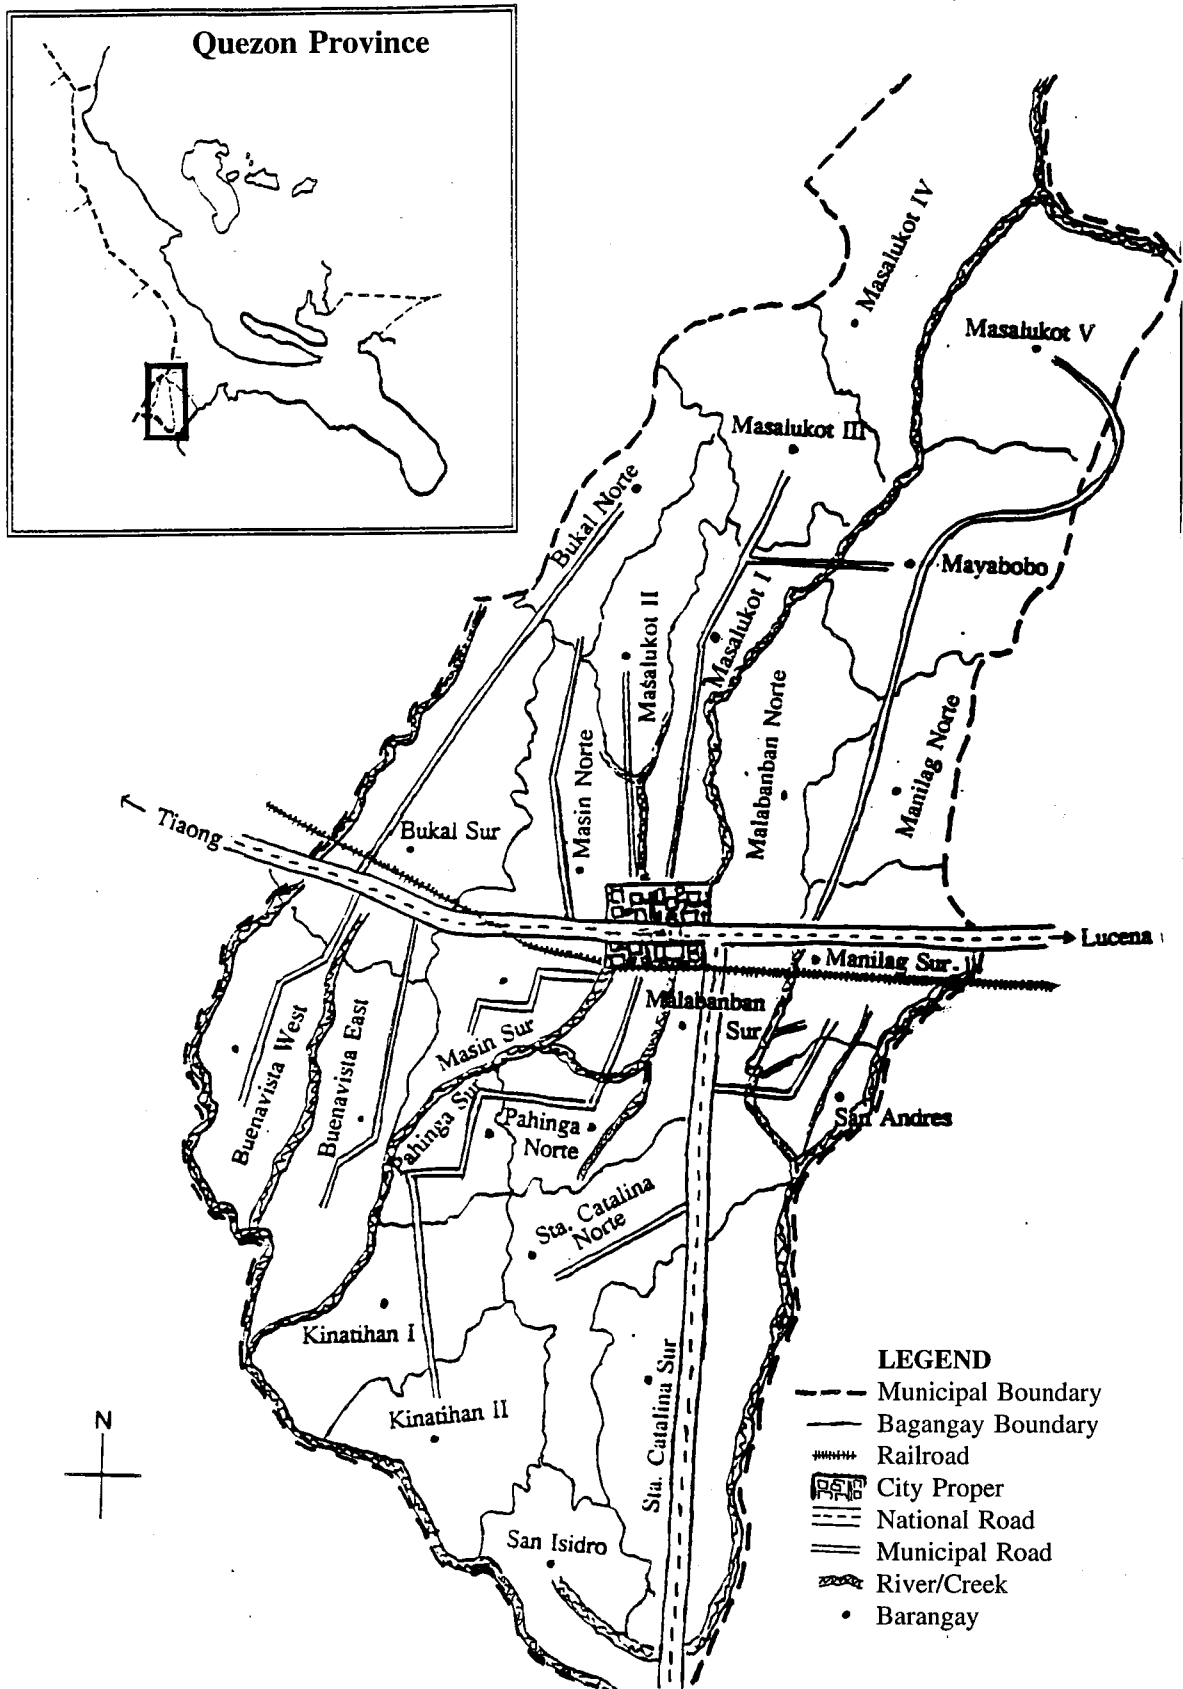 Quezon Province
Masalukot IV
Masalukot V
Masalukot III
Bukal Norte
Mayabobo
Masalukot II
Masalukot I
Malabanban Norte
Manilag Norte
Masin Norte
← Tiaong
Bukal Sur
Lucena
Manilag Sur
Malabanban
Sur
Masin Sur
Buenavista West
Buenavista East
Pahinga Sur
Pahinga
Norte
San Andres
Sta. Catalina
Norte
Kinatihan I
Sta. Catalina Sur
Kinatihan II
San Isidro
N
LEGEND
Municipal Boundary
Bagangay Boundary
Railroad
City Proper
National Road
Municipal Road
River/Creek
Barangay